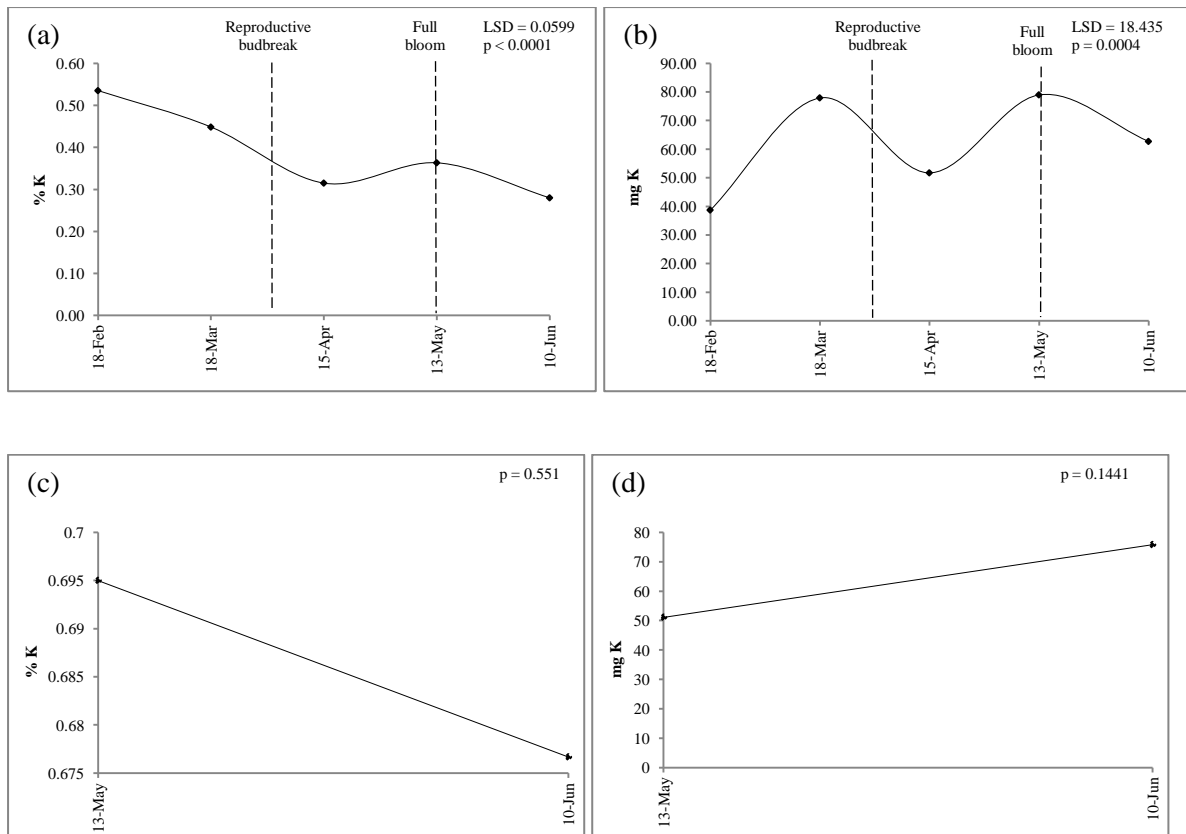 (a)
Reproductive
budbreak
Full
bloom
LSD = 0.0599
p < 0.0001
0.60
0.50
0.40
0.30
0.20
0.10
0.00
% K
18-Feb
18-Mar
15-Apr
13-May
10-Jun
(b)
Reproductive
budbreak
Full
bloom
LSD = 18.435
p = 0.0004
90.00
80.00
70.00
60.00
50.00
40.00
30.00
20.00
10.00
0.00
mg K
18-Feb
18-Mar
15-Apr
13-May
10-Jun
(c)
p = 0.551
0.7
0.695
0.69
0.685
0.68
0.675
% K
13-May
10-Jun
(d)
p = 0.1441
80
70
60
50
40
30
20
10
0
mg K
13-May
10-Jun